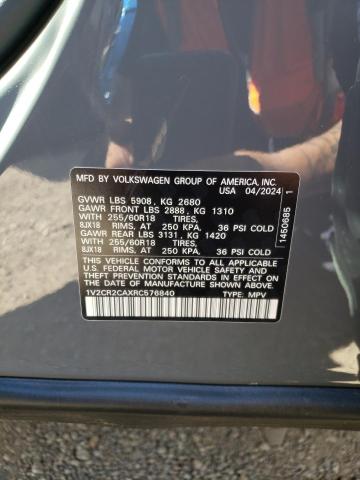 MFD BY VOLKSWAGEN GROUP OF AMERICA, INC.
USA 04/2024
GVWR LBS 5908, KG 2680
GAWR FRONT LBS 2888, KG 1310
WITH 255/60R18 TIRES,
8JX18 RIMS, AT 250 KPA, 36 PSI COLD
GAWR REAR LBS 3131, KG 1420
WITH 255/60R18 TIRES,
8JX18 RIMS, AT 250 KPA, 36 PSI COLD
THIS VEHICLE CONFORMS TO ALL APPLICABLE
FEDERAL MOTOR VEHICLE SAFETY
AND THEFT PREVENTION STANDARDS IN EFFECT ON
THE DATE OF MANUFACTURE SHOWN ABOVE.
1V2CR2CAXRC576840 TYPE: MPV
1450685 1